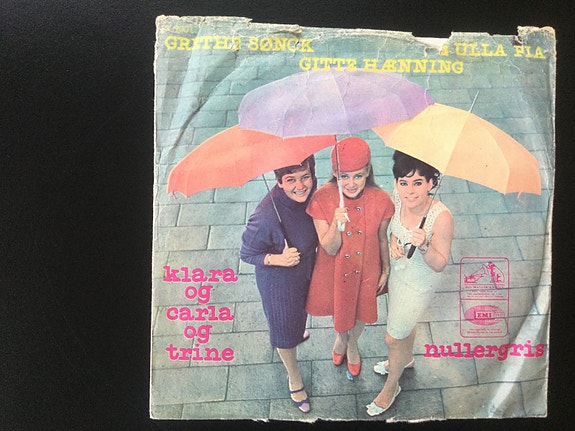 GRETHE SØNCK
& ULLA PIA
GITTE HÆNNING
klara
og
carla
og
trine
nullergris
EMI